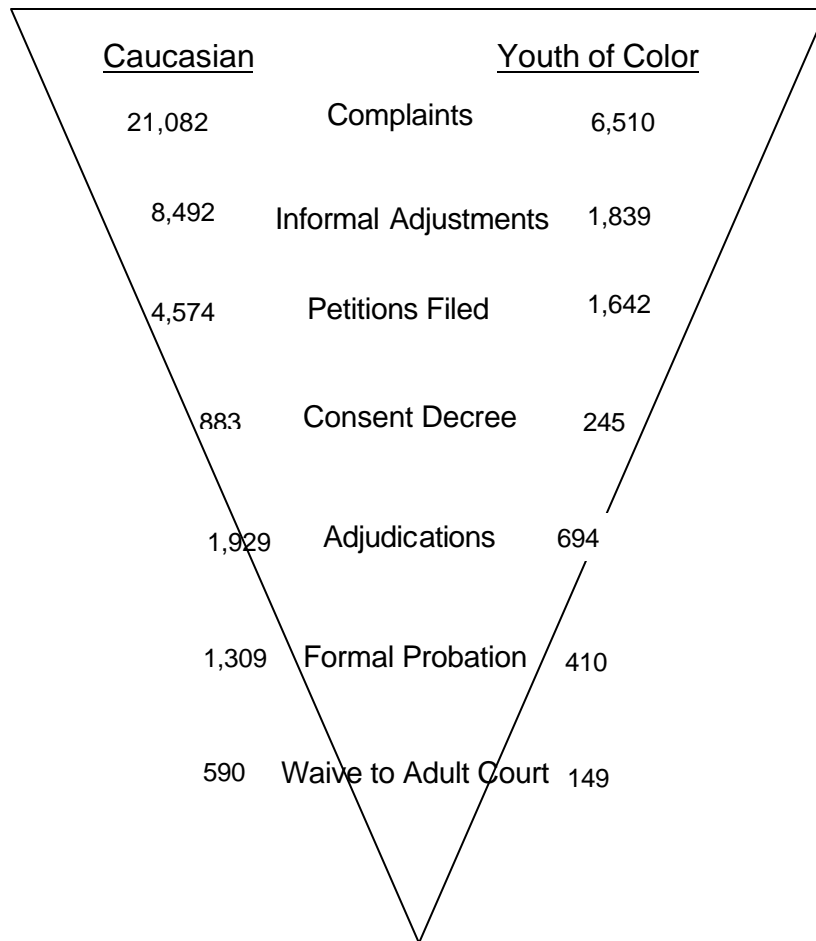 Caucasian Youth of Color
21,082 Complaints 6,510
8,492 Informal Adjustments 1,839
4,574 Petitions Filed 1,642
883 Consent Decree 245
1,929 Adjudications 694
1,309 Formal Probation 410
590 Waive to Adult Court 149